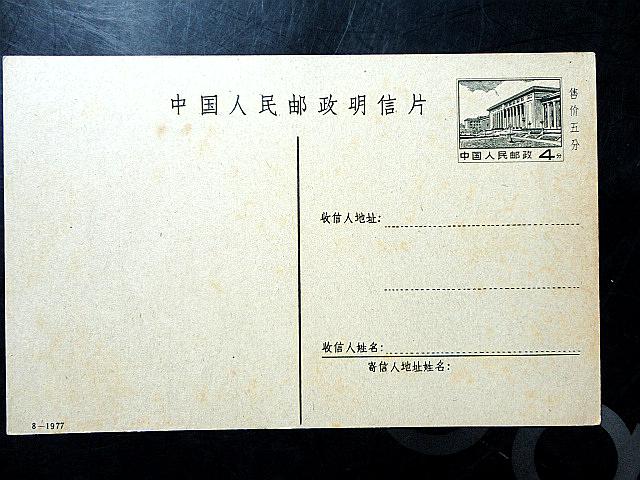 中国人民邮政明信片
中国人民邮政 4分
售价五分
收信人地址:
收信人姓名:
寄信人地址姓名:
8—1977